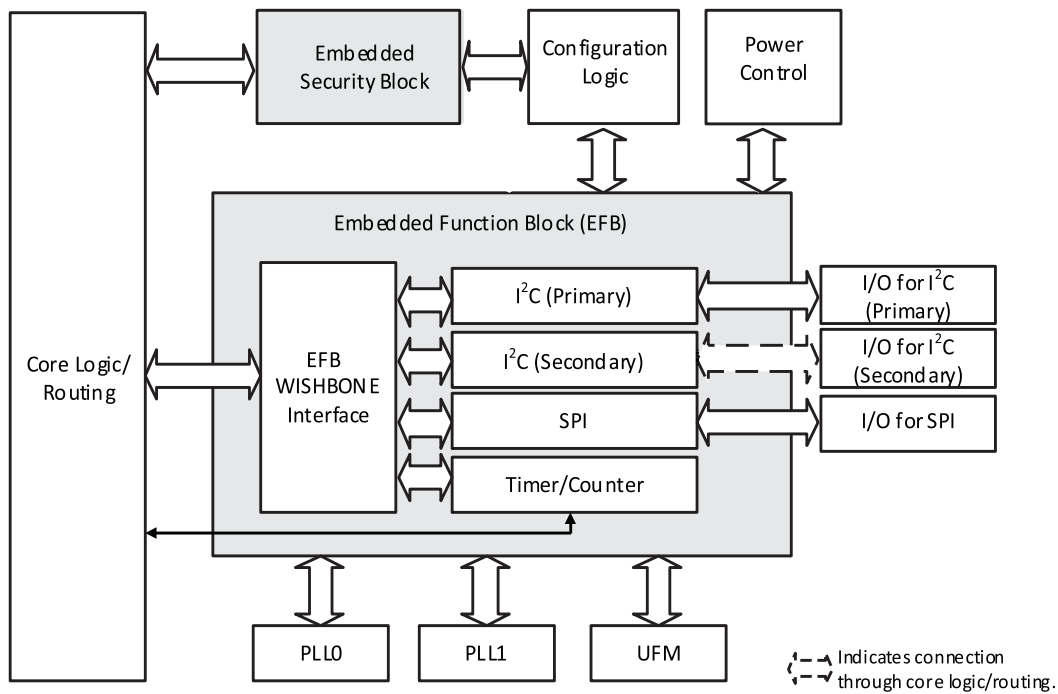 Embedded
Security Block
Configuration
Logic
Power
Control
Embedded Function Block (EFB)
Core Logic/
Routing
EFB
WISHBONE
Interface
I²C (Primary)
I²C (Secondary)
SPI
Timer/Counter
I/O for I²C
(Primary)
I/O for I²C
(Secondary)
I/O for SPI
PLL0
PLL1
UFM
Indicates connection
through core logic/routing.